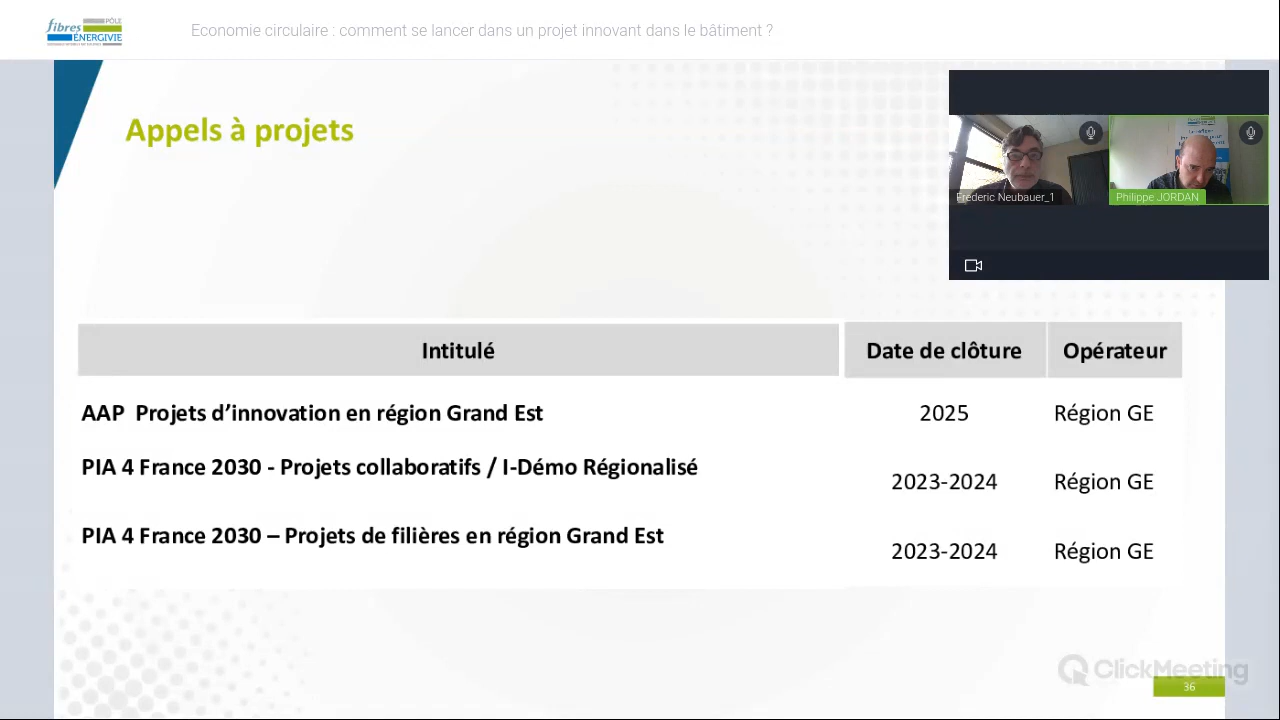 fibres
PÔLE
ÉNERGIVIE
Economie circulaire : comment se lancer dans un projet innovant dans le bâtiment ?
Appels à projets
Frederic Neubauer_1
Philippe JORDAN
Intitulé
Date de clôture
Opérateur
AAP Projets d’innovation en région Grand Est
2025
Région GE
PIA 4 France 2030 - Projets collaboratifs / I-Démo Régionalisé
2023-2024
Région GE
PIA 4 France 2030 – Projets de filières en région Grand Est
2023-2024
Région GE
ClickMeeting
36